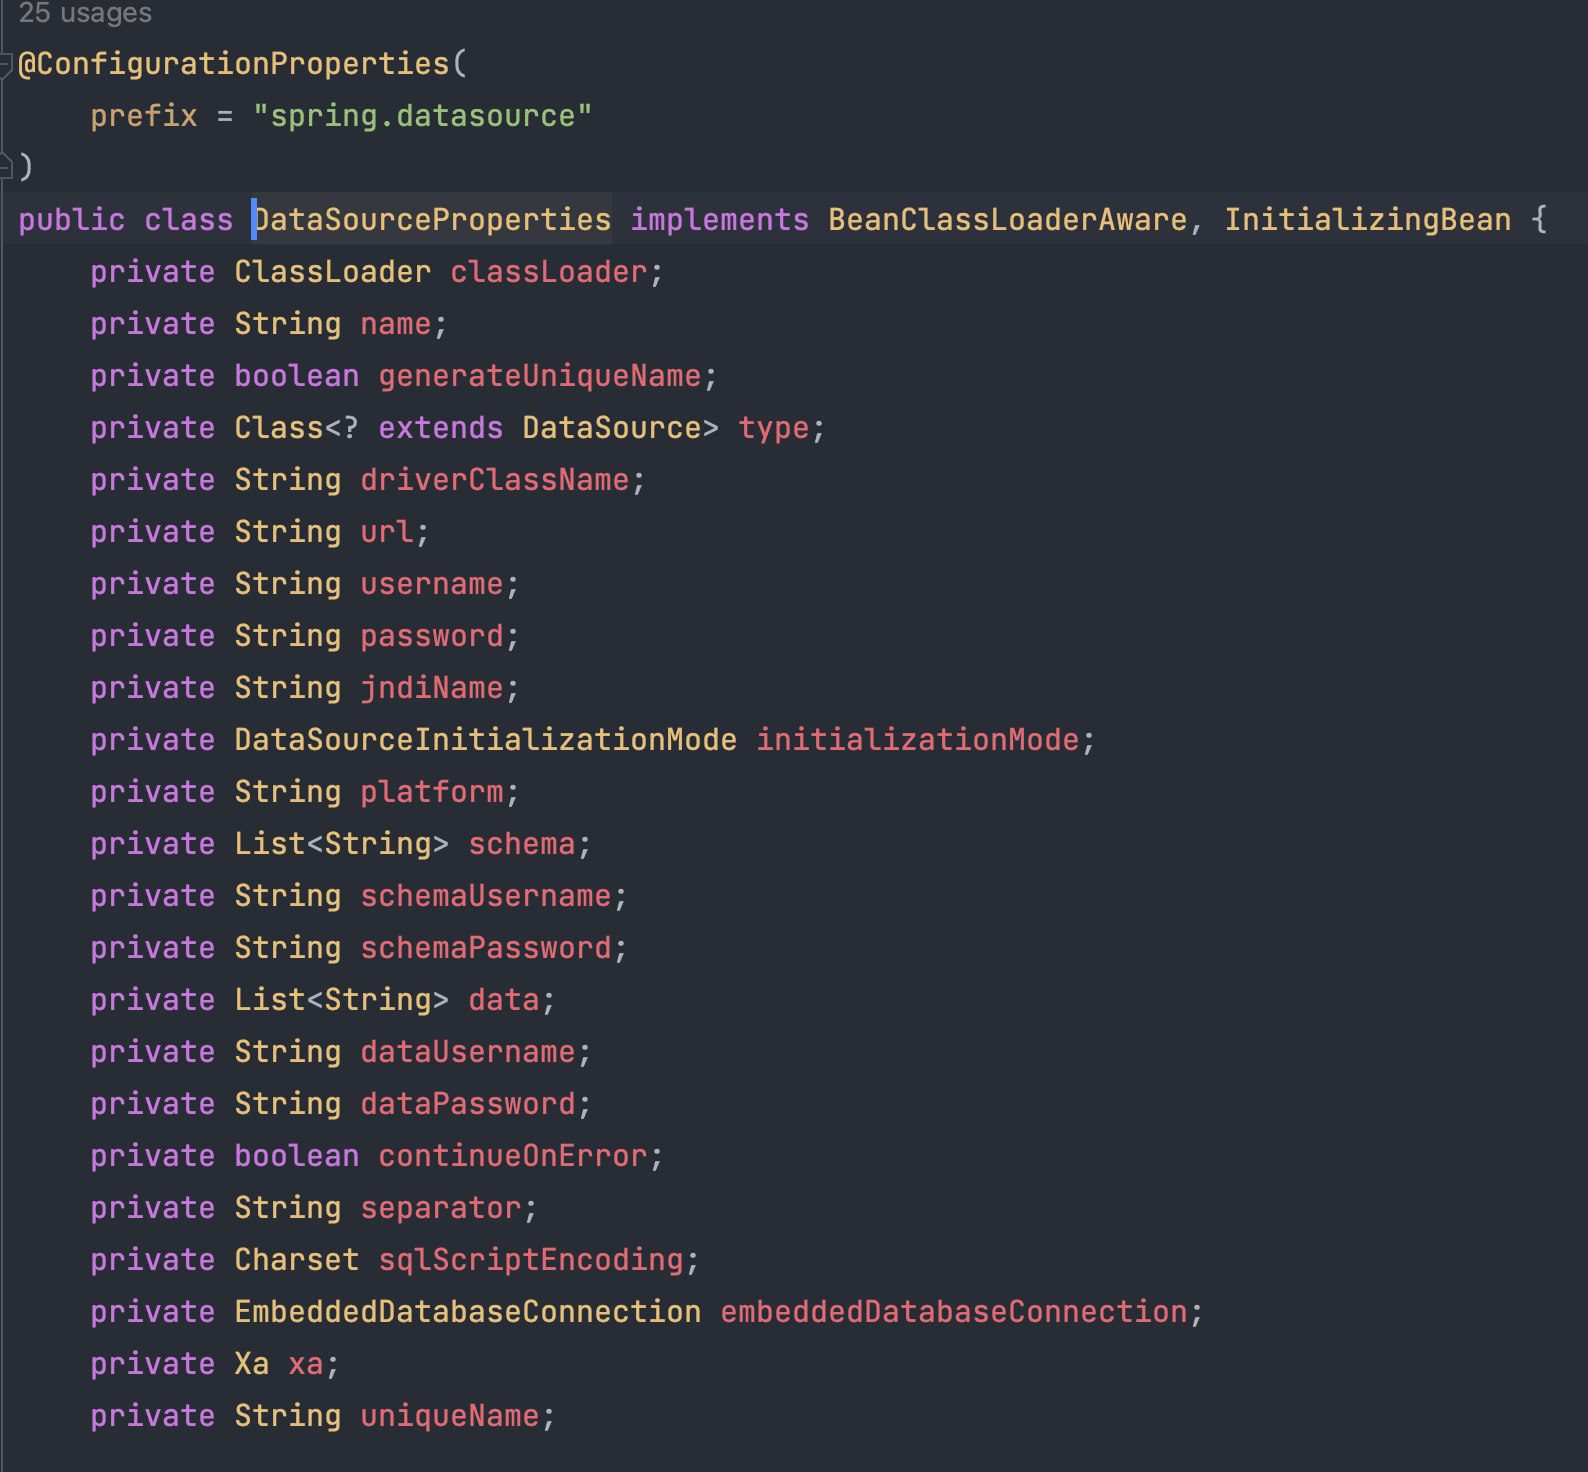 25 usages
@ConfigurationProperties(
    prefix = "spring.datasource"
)
public class DataSourceProperties implements BeanClassLoaderAware, InitializingBean {
    private ClassLoader classLoader;
    private String name;
    private boolean generateUniqueName;
    private Class<? extends DataSource> type;
    private String driverClassName;
    private String url;
    private String username;
    private String password;
    private String jndiName;
    private DataSourceInitializationMode initializationMode;
    private String platform;
    private List<String> schema;
    private String schemaUsername;
    private String schemaPassword;
    private List<String> data;
    private String dataUsername;
    private String dataPassword;
    private boolean continueOnError;
    private String separator;
    private Charset sqlScriptEncoding;
    private EmbeddedDatabaseConnection embeddedDatabaseConnection;
    private Xa xa;
    private String uniqueName;